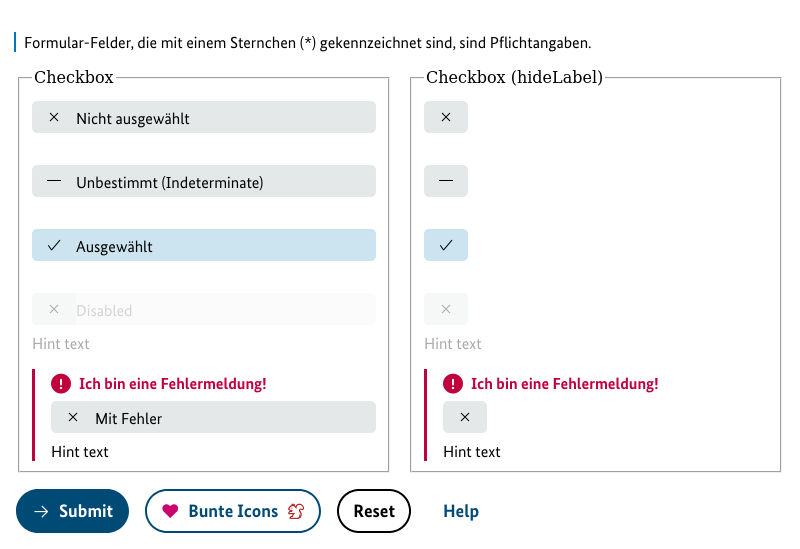 Formular-Felder, die mit einem Sternchen (*) gekennzeichnet sind, sind Pflichtangaben.
Checkbox
Nicht ausgewählt
Unbestimmt (Indeterminate)
Ausgewählt
Disabled
Hint text
Ich bin eine Fehlermeldung!
Mit Fehler
Hint text
Checkbox (hideLabel)
Hint text
Ich bin eine Fehlermeldung!
Hint text
Submit
Bunte Icons
Reset
Help